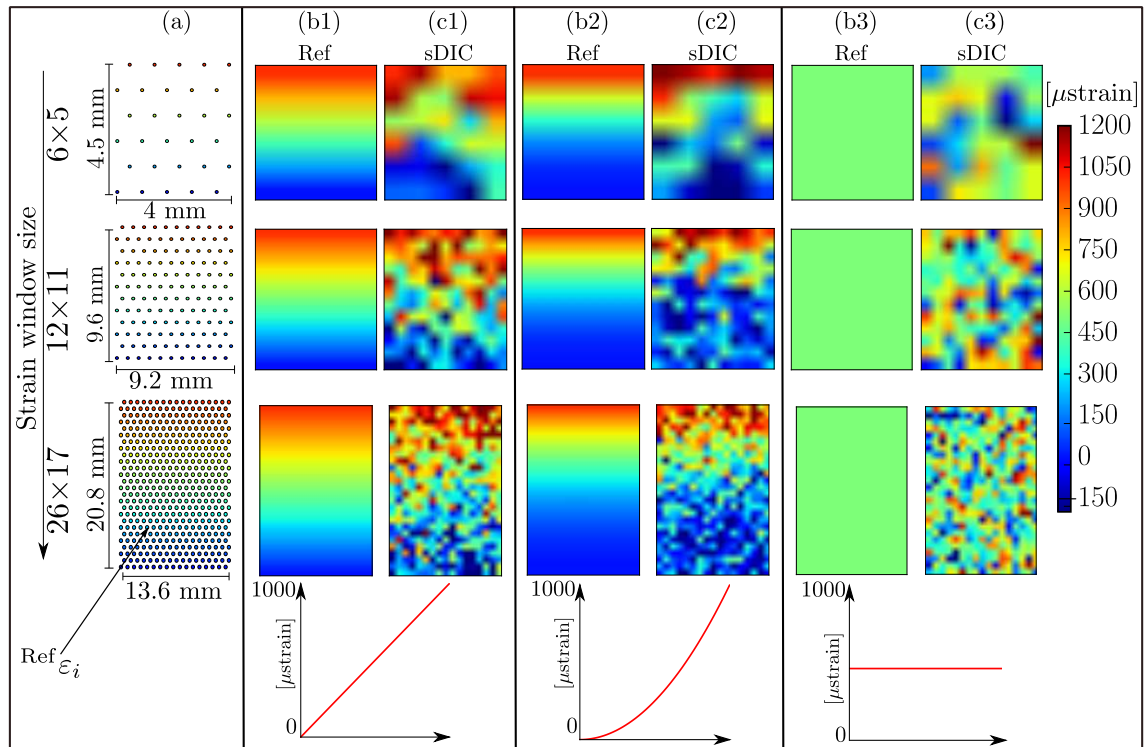 (a)
(b1)
(c1)
(b2)
(c2)
(b3)
(c3)
Ref
sDIC
Ref
sDIC
Ref
sDIC
Strain window size
6×5
4.5 mm
4 mm
12×11
9.6 mm
9.2 mm
26×17
20.8 mm
13.6 mm
Ref εi
[μstrain]
1200
1050
900
750
600
450
300
150
0
150
1000
[μstrain]
0
1000
[μstrain]
0
1000
[μstrain]
0